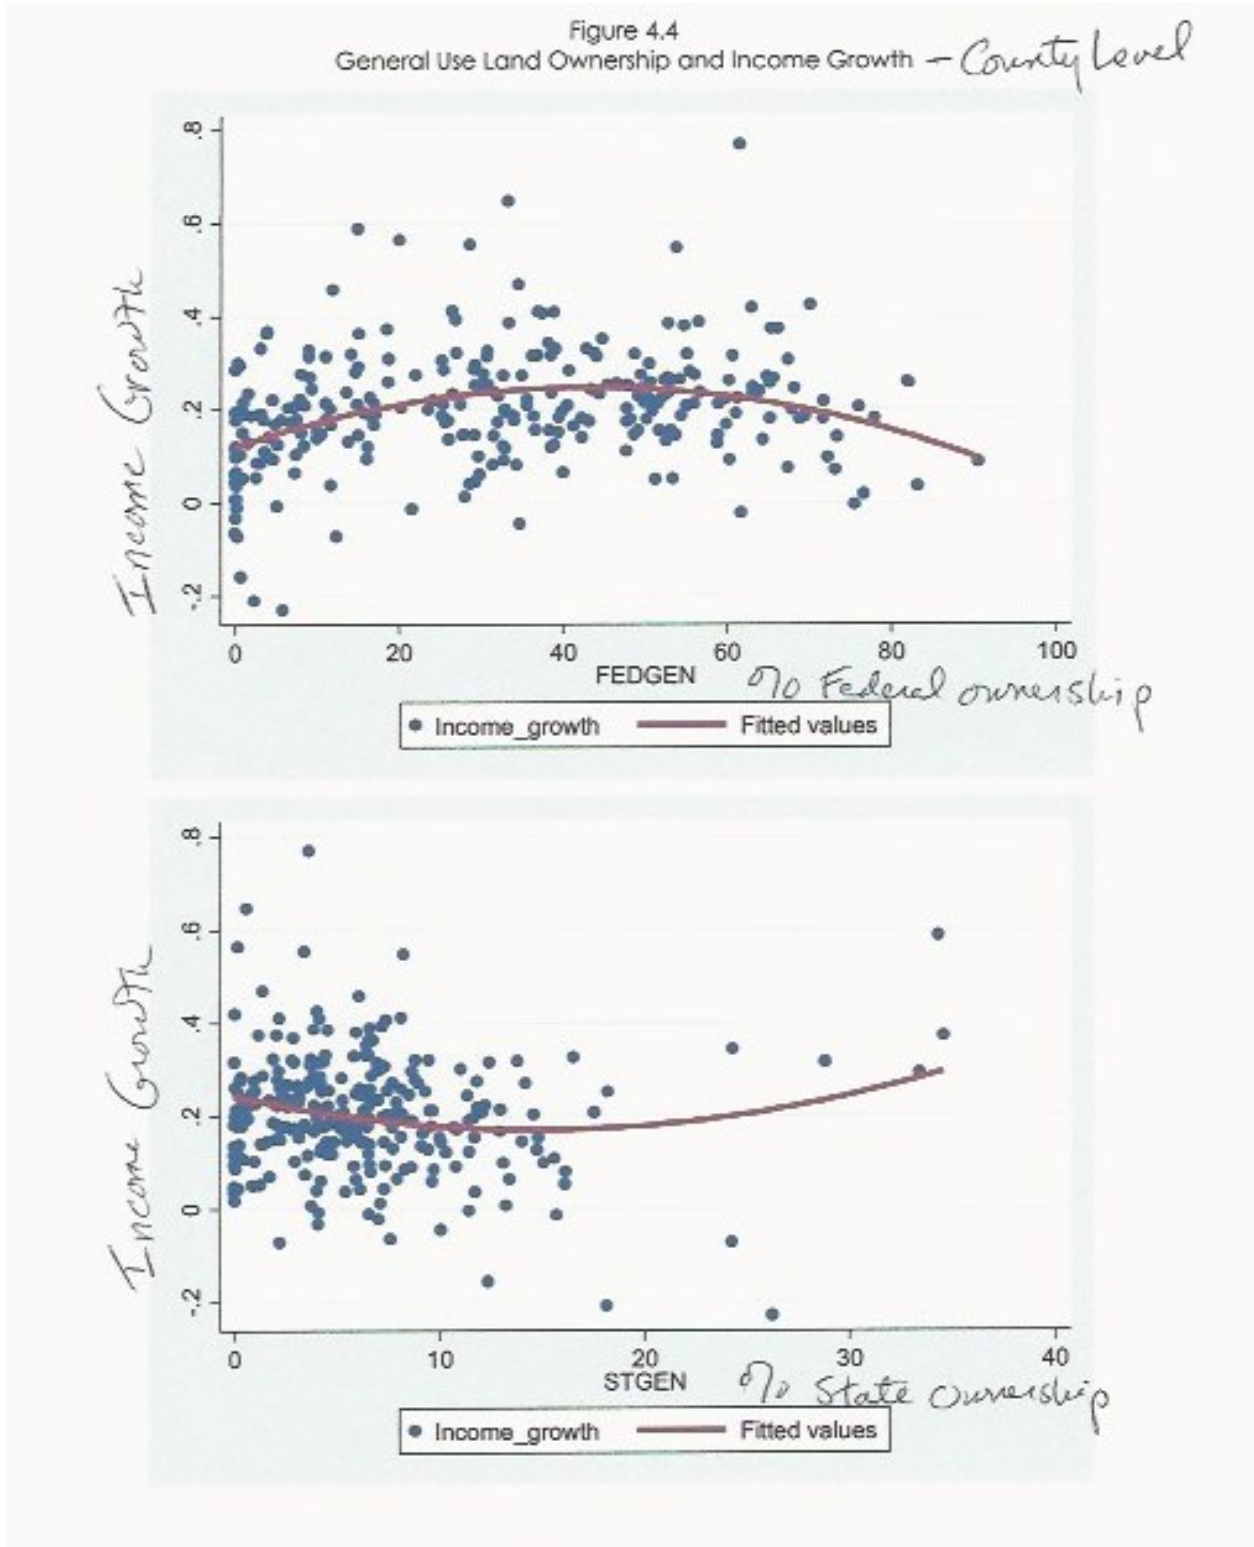 Figure 4.4
General Use Land Ownership and Income Growth – County Level
.8
.6
.4
.2
0
-.2
Income Growth
0 20 40 60 80 100
FEDGEN % Federal ownership
Income_growth Fitted values
.8
.6
.4
.2
0
-.2
Income Growth
0 10 20 30 40
STGEN % State Ownership
Income_growth Fitted values